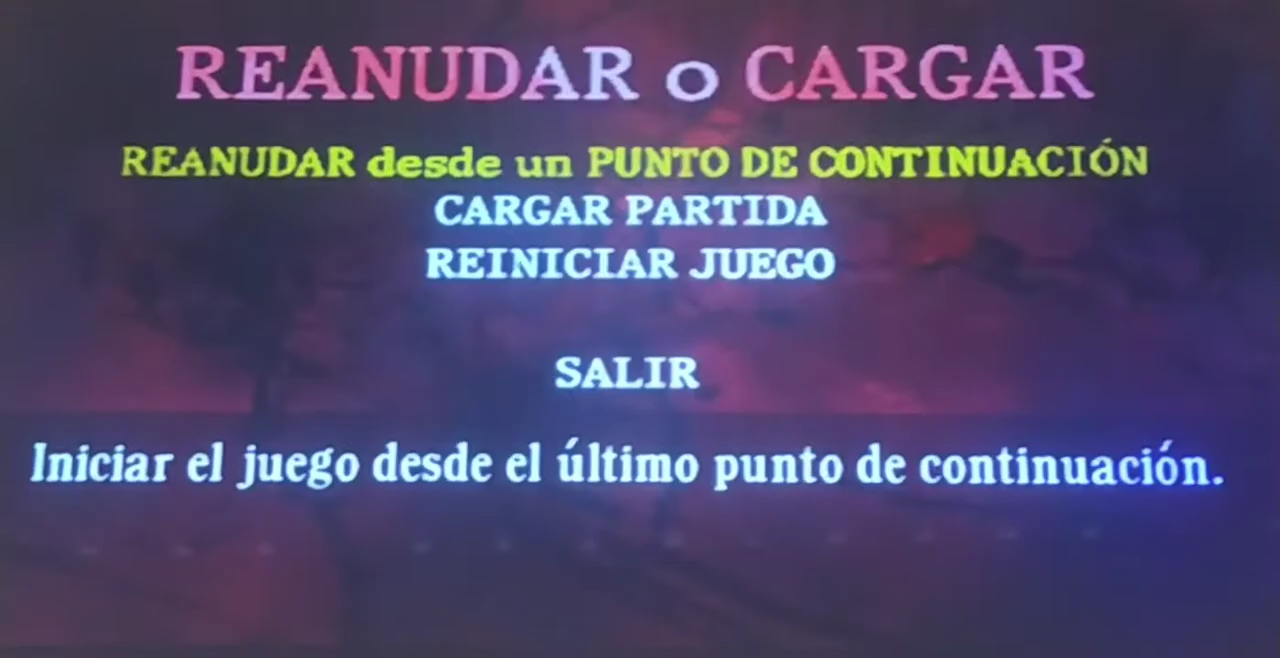 REANUDAR o CARGAR
REANUDAR desde un PUNTO DE CONTINUACIÓN
CARGAR PARTIDA
REINICIAR JUEGO
SALIR
Iniciar el juego desde el último punto de continuación.